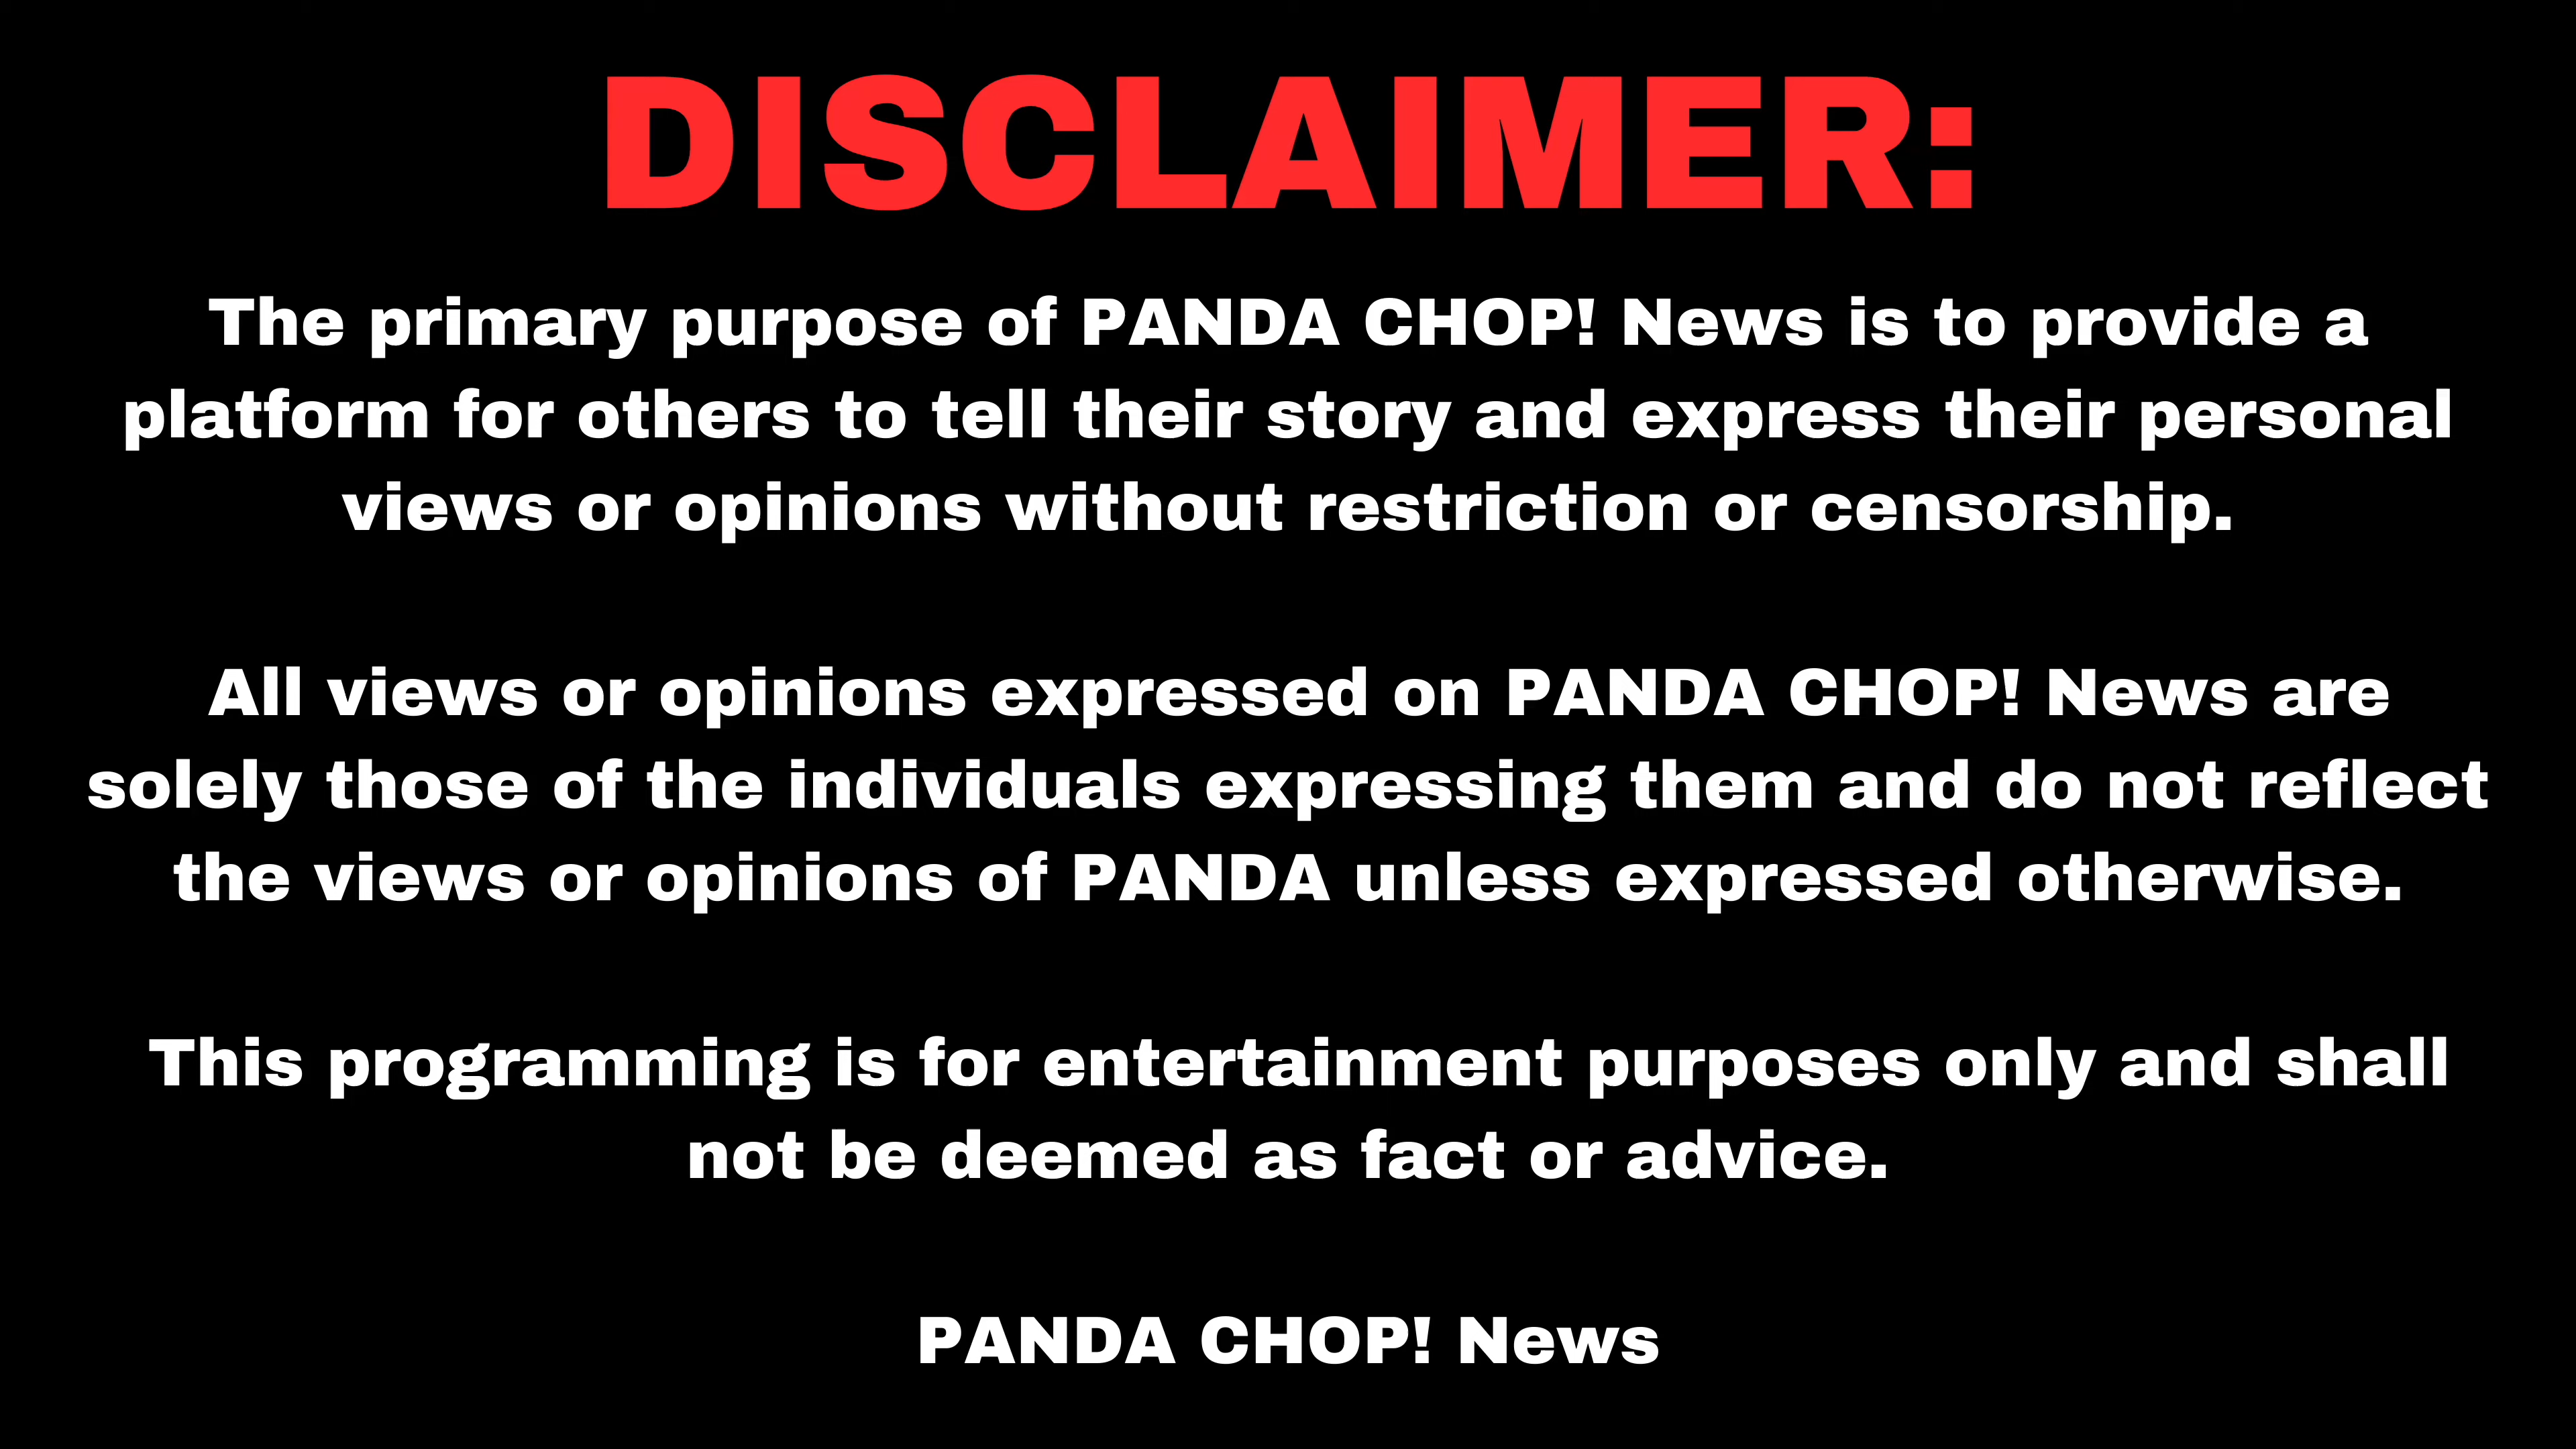 DISCLAIMER:
The primary purpose of PANDA CHOP! News is to provide a
platform for others to tell their story and express their personal
views or opinions without restriction or censorship.
All views or opinions expressed on PANDA CHOP! News are
solely those of the individuals expressing them and do not reflect
the views or opinions of PANDA unless expressed otherwise.
This programming is for entertainment purposes only and shall
not be deemed as fact or advice.
PANDA CHOP! News